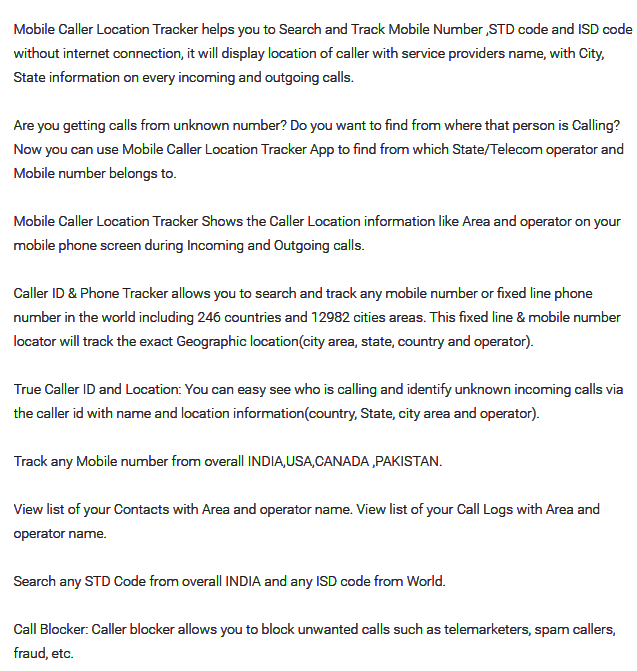 Mobile Caller Location Tracker helps you to Search and Track Mobile Number ,STD code and ISD code
without internet connection, it will display location of caller with service providers name, with City,
State information on every incoming and outgoing calls.
Are you getting calls from unknown number? Do you want to find from where that person is Calling?
Now you can use Mobile Caller Location Tracker App to find from which State/Telecom operator and
Mobile number belongs to.
Mobile Caller Location Tracker Shows the Caller Location information like Area and operator on your
mobile phone screen during Incoming and Outgoing calls.
Caller ID & Phone Tracker allows you to search and track any mobile number or fixed line phone
number in the world including 246 countries and 12982 cities areas. This fixed line & mobile number
locator will track the exact Geographic location(city area, state, country and operator).
True Caller ID and Location: You can easy see who is calling and identify unknown incoming calls via
the caller id with name and location information(country, State, city area and operator).
Track any Mobile number from overall INDIA,USA,CANADA ,PAKISTAN.
View list of your Contacts with Area and operator name. View list of your Call Logs with Area and
operator name.
Search any STD Code from overall INDIA and any ISD code from World.
Call Blocker: Caller blocker allows you to block unwanted calls such as telemarketers, spam callers,
fraud, etc.